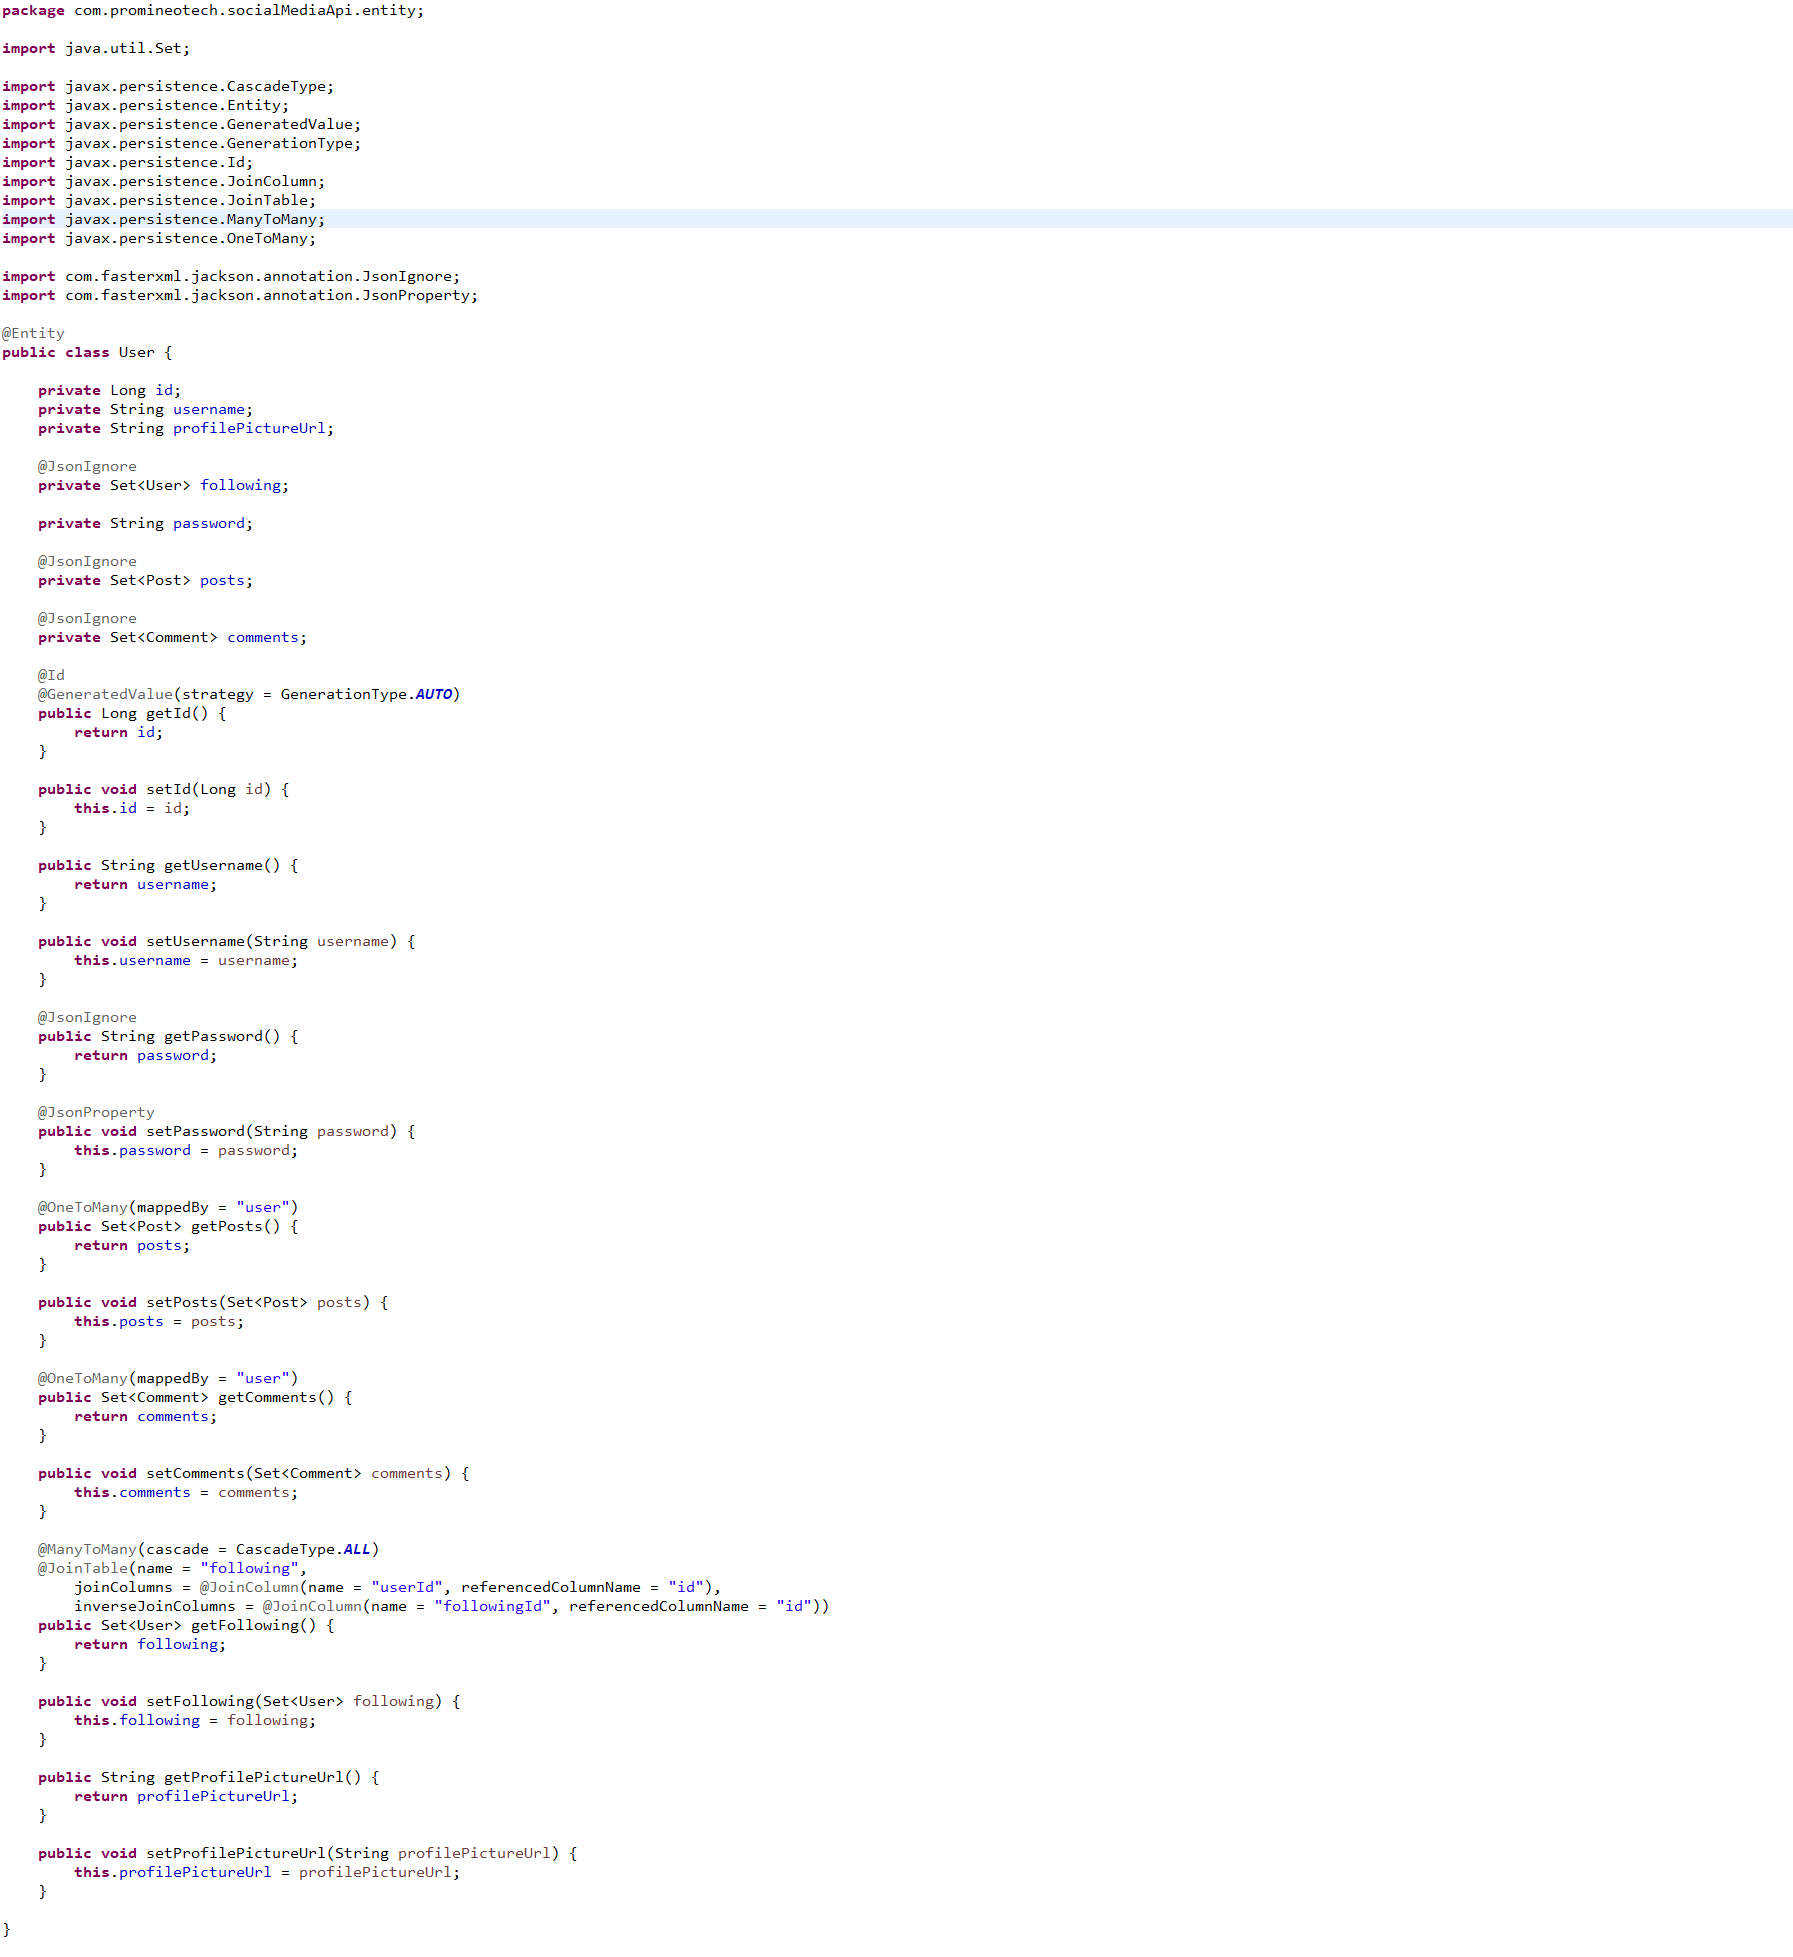 package com.promineotech.socialMediaApi.entity;

import java.util.Set;

import javax.persistence.CascadeType;
import javax.persistence.Entity;
import javax.persistence.GeneratedValue;
import javax.persistence.GenerationType;
import javax.persistence.Id;
import javax.persistence.JoinColumn;
import javax.persistence.JoinTable;
import javax.persistence.ManyToMany;
import javax.persistence.OneToMany;

import com.fasterxml.jackson.annotation.JsonIgnore;
import com.fasterxml.jackson.annotation.JsonProperty;

@Entity
public class User {

    private Long id;
    private String username;
    private String profilePictureUrl;

    @JsonIgnore
    private Set<User> following;

    private String password;

    @JsonIgnore
    private Set<Post> posts;

    @JsonIgnore
    private Set<Comment> comments;

    @Id
    @GeneratedValue(strategy = GenerationType.AUTO)
    public Long getId() {
        return id;
    }

    public void setId(Long id) {
        this.id = id;
    }

    public String getUsername() {
        return username;
    }

    public void setUsername(String username) {
        this.username = username;
    }

    @JsonIgnore
    public String getPassword() {
        return password;
    }

    @JsonProperty
    public void setPassword(String password) {
        this.password = password;
    }

    @OneToMany(mappedBy = "user")
    public Set<Post> getPosts() {
        return posts;
    }

    public void setPosts(Set<Post> posts) {
        this.posts = posts;
    }

    @OneToMany(mappedBy = "user")
    public Set<Comment> getComments() {
        return comments;
    }

    public void setComments(Set<Comment> comments) {
        this.comments = comments;
    }

    @ManyToMany(cascade = CascadeType.ALL)
    @JoinTable(name = "following",
        joinColumns = @JoinColumn(name = "userId", referencedColumnName = "id"),
        inverseJoinColumns = @JoinColumn(name = "followingId", referencedColumnName = "id"))
    public Set<User> getFollowing() {
        return following;
    }

    public void setFollowing(Set<User> following) {
        this.following = following;
    }

    public String getProfilePictureUrl() {
        return profilePictureUrl;
    }

    public void setProfilePictureUrl(String profilePictureUrl) {
        this.profilePictureUrl = profilePictureUrl;
    }

}